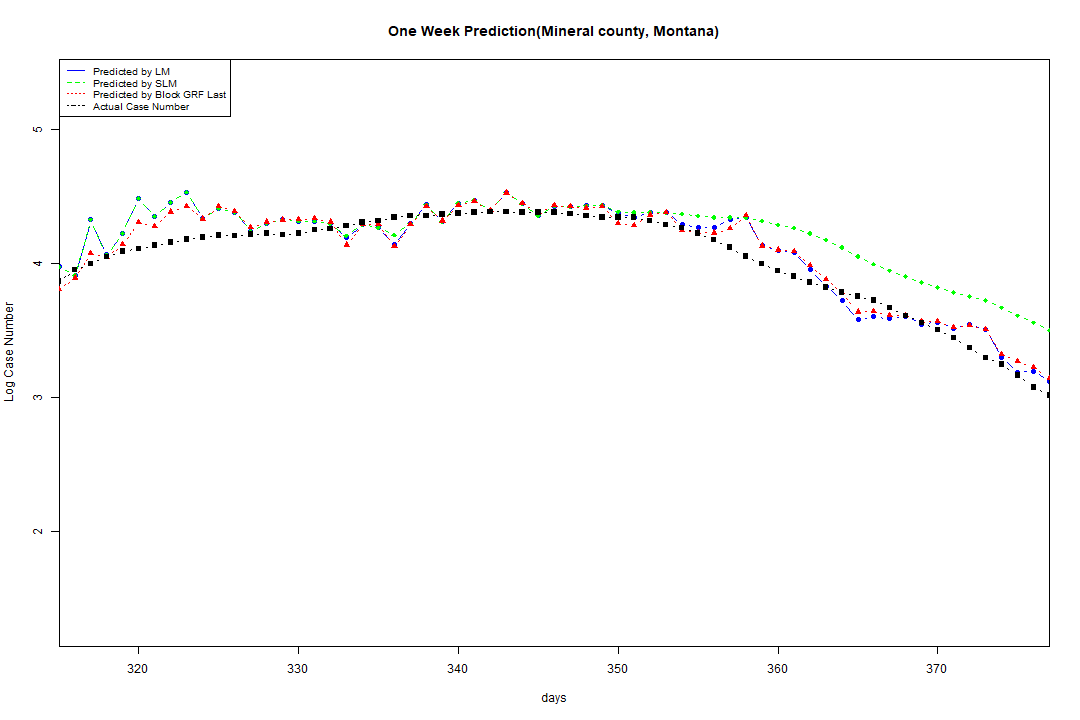 One Week Prediction(Mineral county, Montana)
Predicted by LM
Predicted by SLM
Predicted by Block GRF Last
Actual Case Number
5
4
3
2
Log Case Number
320 330 340 350 360 370
days